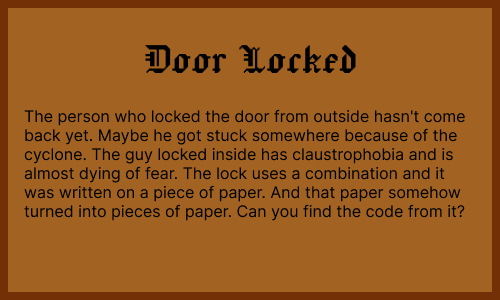 Door Locked
The person who locked the door from outside hasn't come
back yet. Maybe he got stuck somewhere because of the
cyclone. The guy locked inside has claustrophobia and is
almost dying of fear. The lock uses a combination and it
was written on a piece of paper. And that paper somehow
turned into pieces of paper. Can you find the code from it?